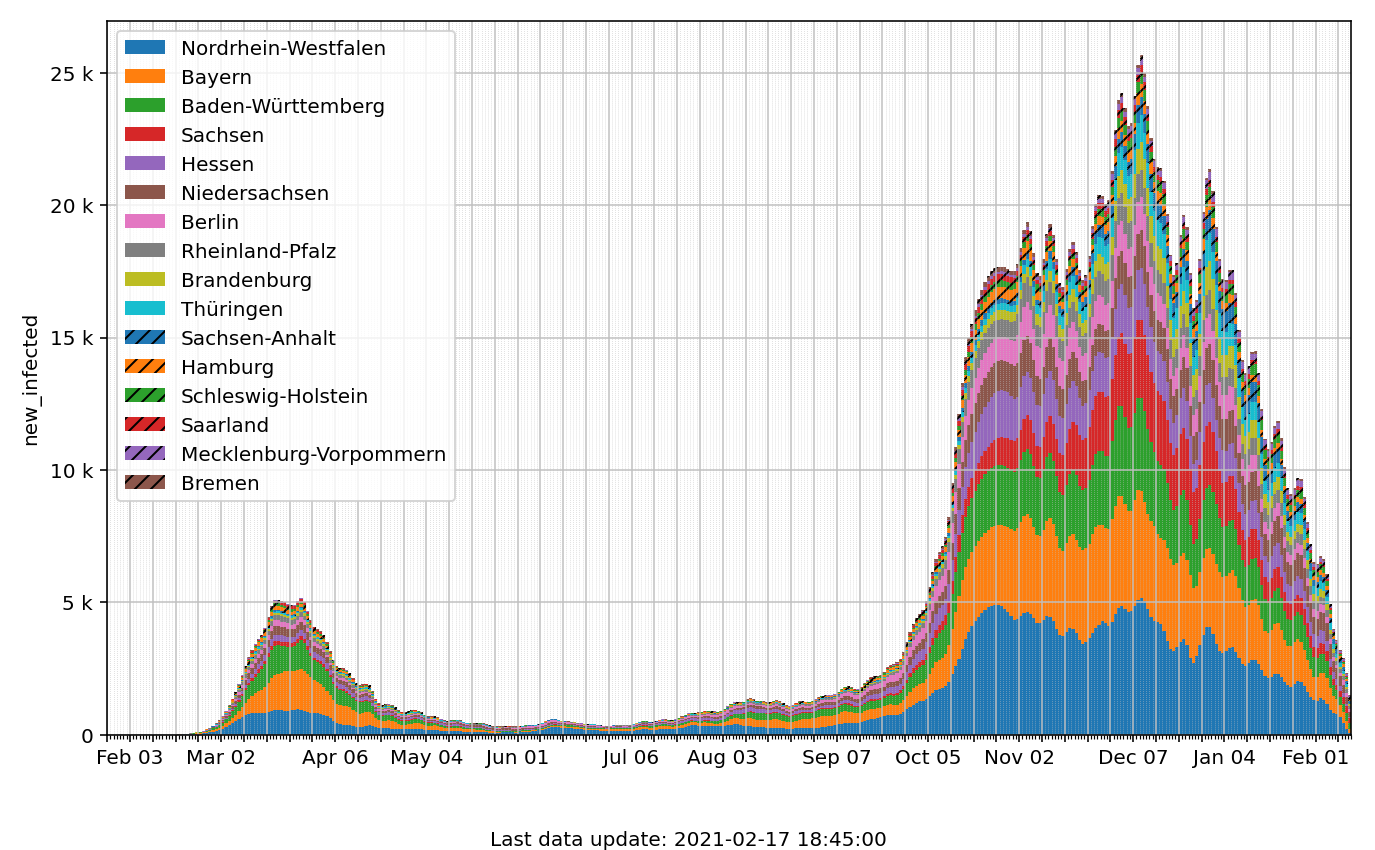 Nordrhein-Westfalen
Bayern
Baden-Württemberg
Sachsen
Hessen
Niedersachsen
Berlin
Rheinland-Pfalz
Brandenburg
Thüringen
Sachsen-Anhalt
Hamburg
Schleswig-Holstein
Saarland
Mecklenburg-Vorpommern
Bremen
new_infected
25 k
20 k
15 k
10 k
5 k
0
Feb 03 Mar 02 Apr 06 May 04 Jun 01 Jul 06 Aug 03 Sep 07 Oct 05 Nov 02 Dec 07 Jan 04 Feb 01
Last data update: 2021-02-17 18:45:00